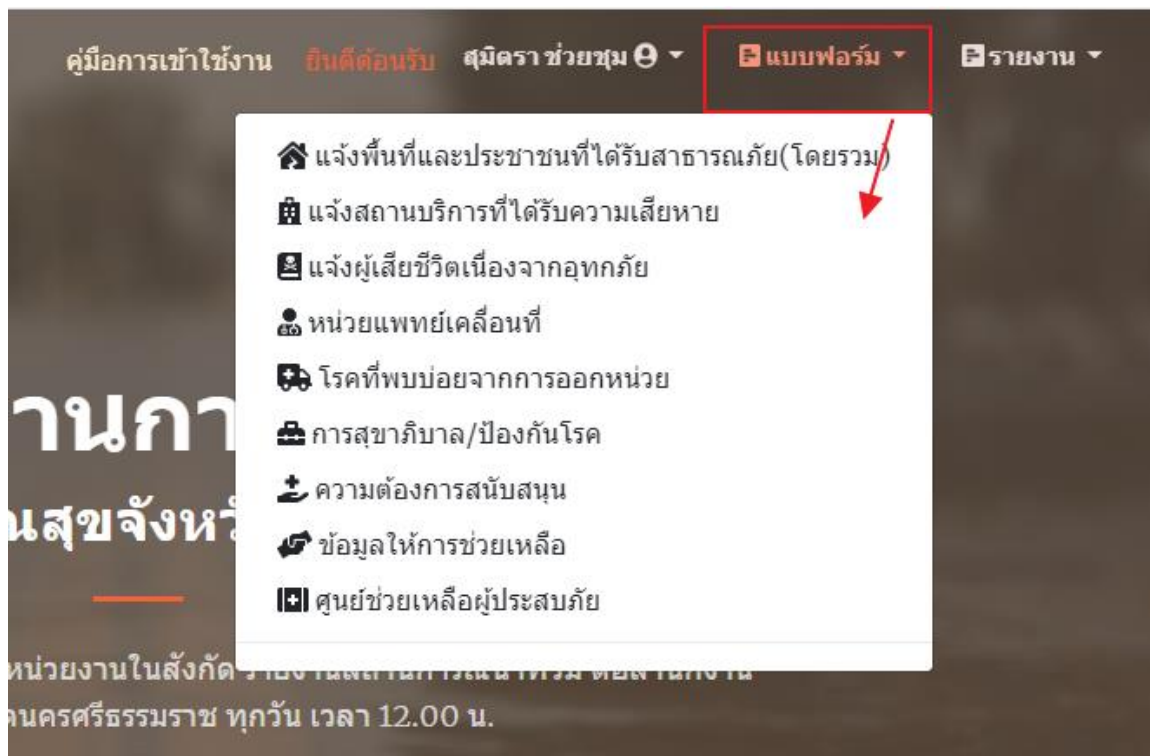 คู่มือการเข้าใช้งาน ยินดีต้อนรับ สุมิตรา ช่วยชุม แบบฟอร์ม รายงาน
แจ้งพื้นที่และประชาชนที่ได้รับสาธารณภัย(โดยรวม)
แจ้งสถานบริการที่ได้รับความเสียหาย
แจ้งผู้เสียชีวิตเนื่องจากอุทกภัย
หน่วยแพทย์เคลื่อนที่
โรคที่พบบ่อยจากการออกหน่วย
านกา
การสุขาภิบาล/ป้องกันโรค
ความต้องการสนับสนุน
ณสุขจังหวั
ข้อมูลให้การช่วยเหลือ
ศูนย์ช่วยเหลือผู้ประสบภัย
หน่วยงานในสังกัด
นครศรีธรรมราช ทุกวัน เวลา 12.00 น.